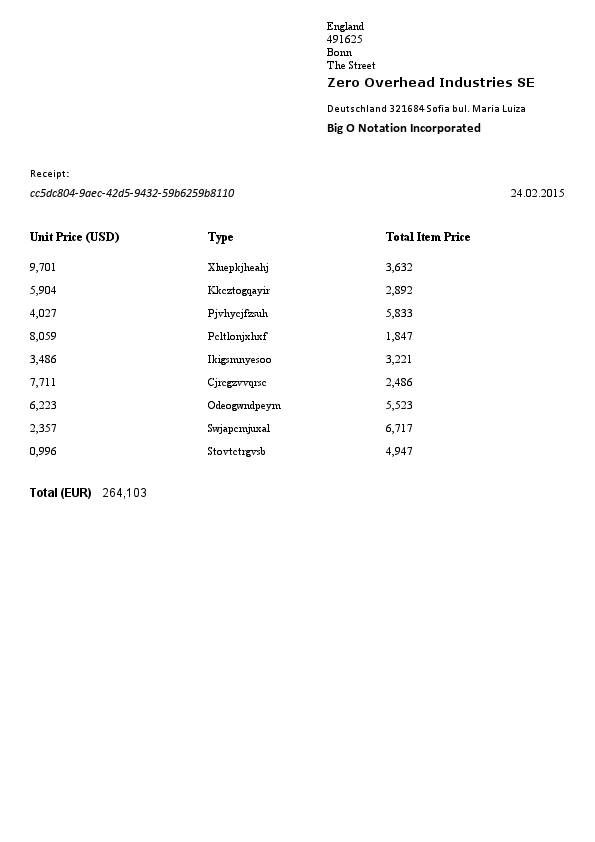 England
491625
Bonn
The Street
Zero Overhead Industries SE
Deutschland 321684 Sofia bul. Maria Luiza
Big O Notation Incorporated
Receipt:
cc5dc804-9aec-42d5-9432-59b6259b8110 24.02.2015
Unit Price (USD) Type Total Item Price
9,701 Xluepkjheahj 3,632
5,904 Kkcztogqayir 2,892
4,027 Pjvhycjfzsuh 5,833
8,059 Pcltlonjxhxf 1,847
3,486 Ikigsmnyesoo 3,221
7,711 Cjrcgzvvqrsc 2,486
6,223 Odeogwndpeym 5,523
2,357 Swjapcmjuxal 6,717
0,996 Stovtctrgvsb 4,947
Total (EUR) 264,103